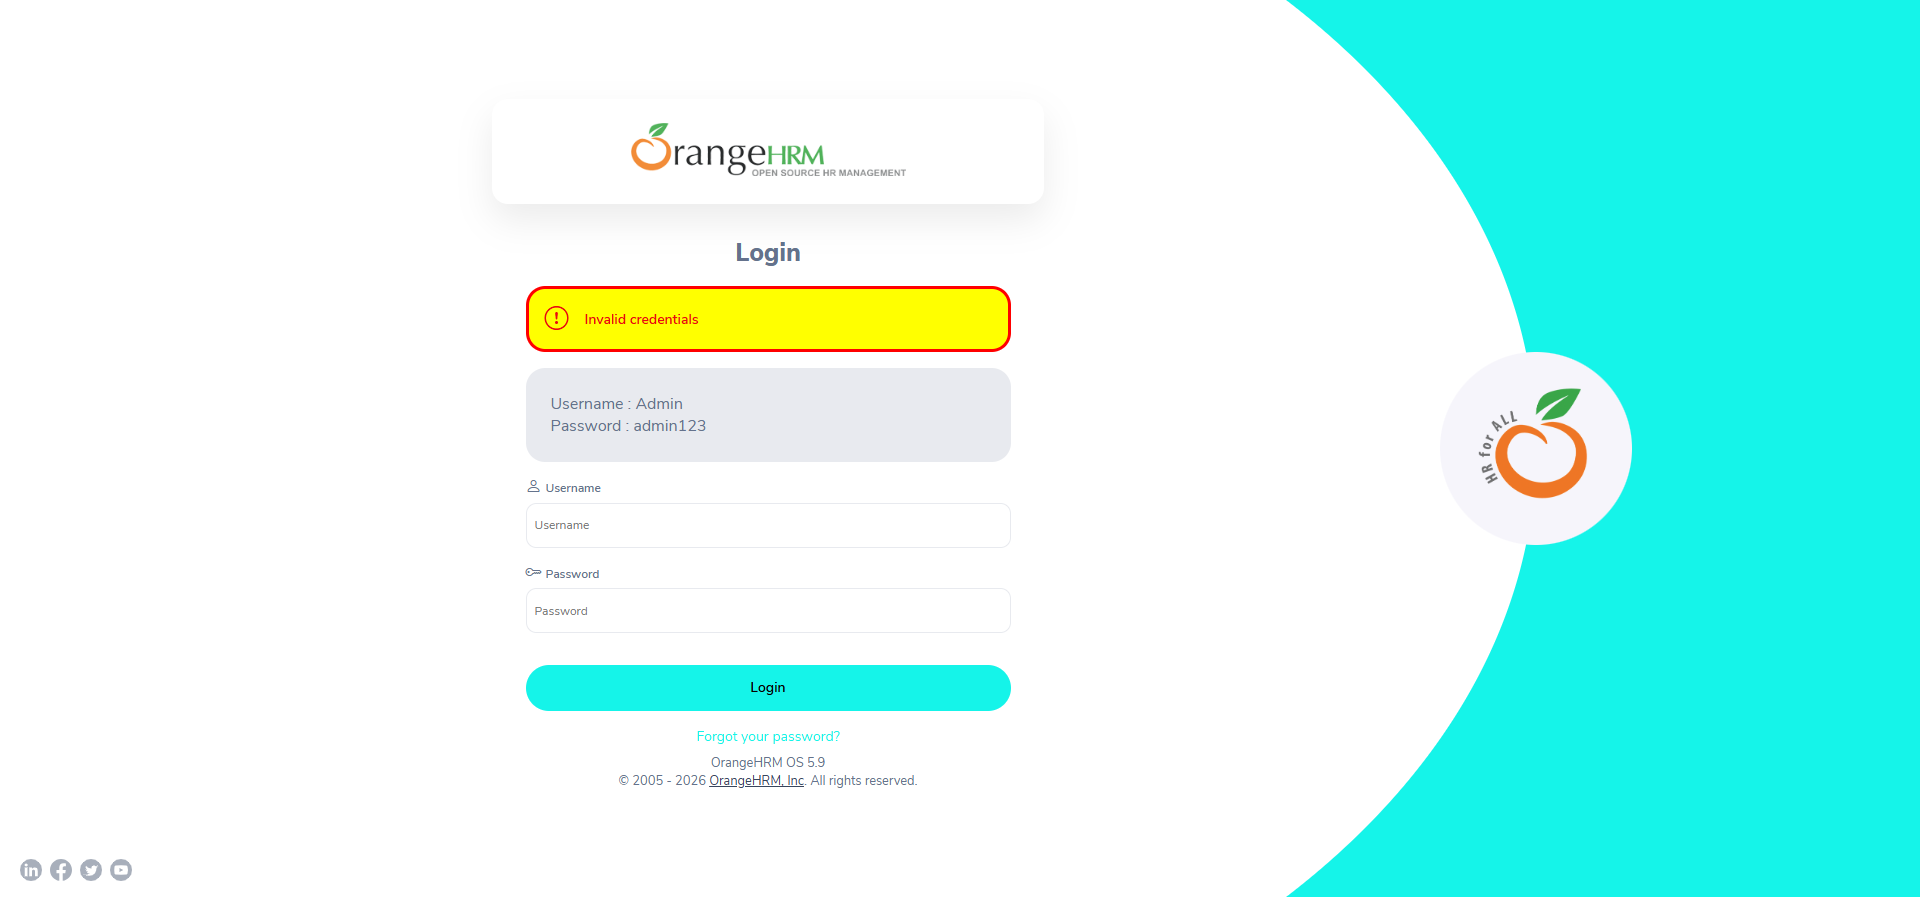 OrangeHRM
OPEN SOURCE HR MANAGEMENT
Login
Invalid credentials
Username : Admin
Password : admin123
Username
Username
Password
Password
Login
Forgot your password?
OrangeHRM OS 5.9
© 2005 - 2026 OrangeHRM, Inc. All rights reserved.
HR for ALL
in